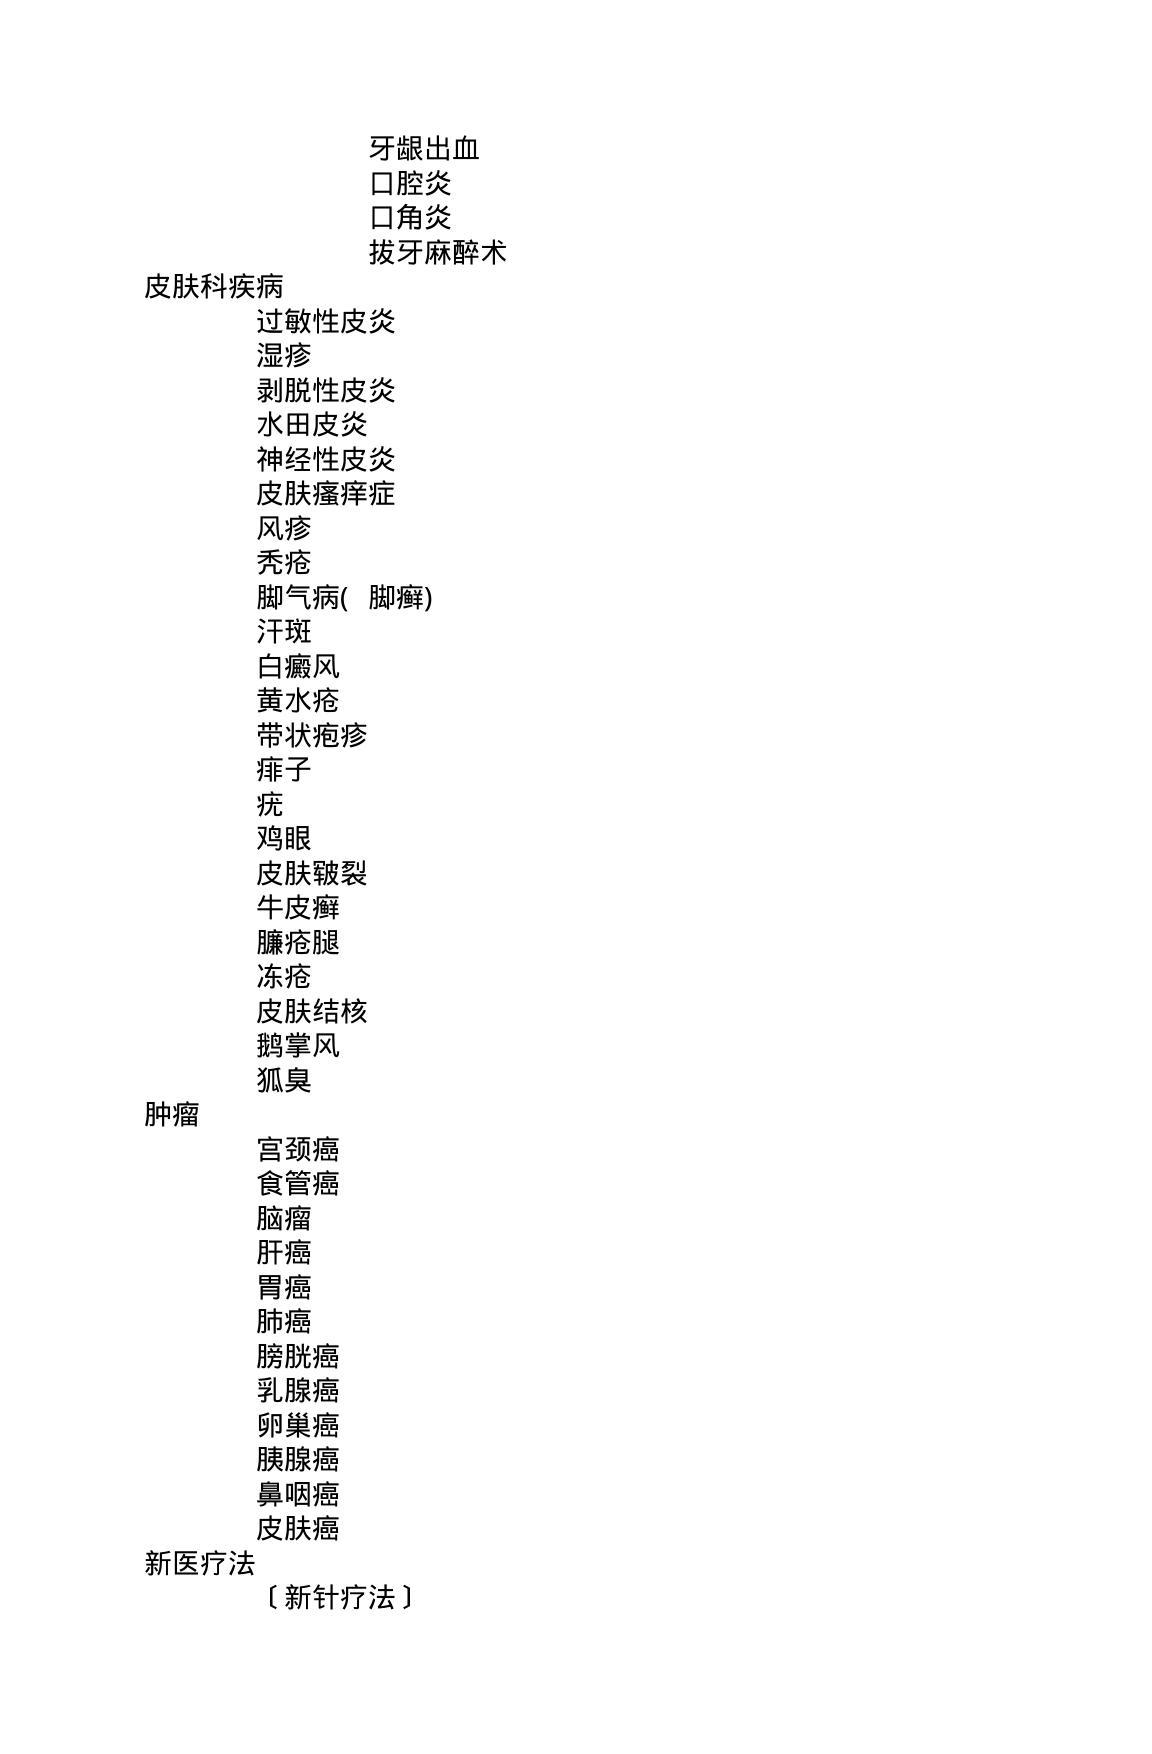 牙龈出血
口腔炎
口角炎
拔牙麻醉术
皮肤科疾病
过敏性皮炎
湿疹
剥脱性皮炎
水田皮炎
神经性皮炎
皮肤瘙痒症
风疹
秃疮
脚气病( 脚癣)
汗斑
白癜风
黄水疮
带状疱疹
痱子
疣
鸡眼
皮肤皲裂
牛皮癣
臁疮腿
冻疮
皮肤结核
鹅掌风
狐臭
肿瘤
宫颈癌
食管癌
脑瘤
肝癌
胃癌
肺癌
膀胱癌
乳腺癌
卵巢癌
胰腺癌
鼻咽癌
皮肤癌
新医疗法
〔新针疗法〕